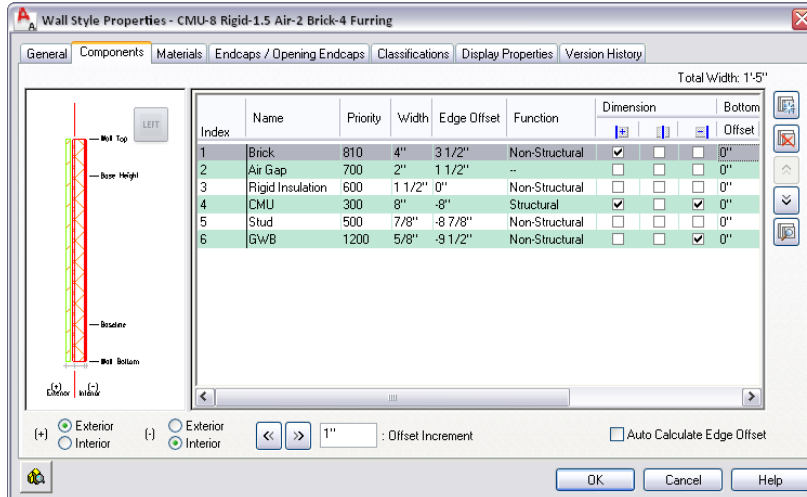 Wall Style Properties - CMU-8 Rigid-1.5 Air-2 Brick-4 Furring
General Components Materials Endcaps / Opening Endcaps Classifications Display Properties Version History
Total Width: 1'-5"
LEFT
Wall Top
Base Height
Baseline
Wall Bottom
(+) (-)
Exterior Interior
Dimension Bottom
Index Name Priority Width Edge Offset Function Offset
1 Brick 810 4" 3 1/2" Non-Structural 0"
2 Air Gap 700 2" 1 1/2" -- 0"
3 Rigid Insulation 600 1 1/2" 0" Non-Structural 0"
4 CMU 300 8" -8" Structural 0"
5 Stud 500 7/8" -8 7/8" Non-Structural 0"
6 GWB 1200 5/8" -9 1/2" Non-Structural 0"
(+) Exterior (-) Exterior
Interior Interior
1" : Offset Increment
Auto Calculate Edge Offset
OK Cancel Help